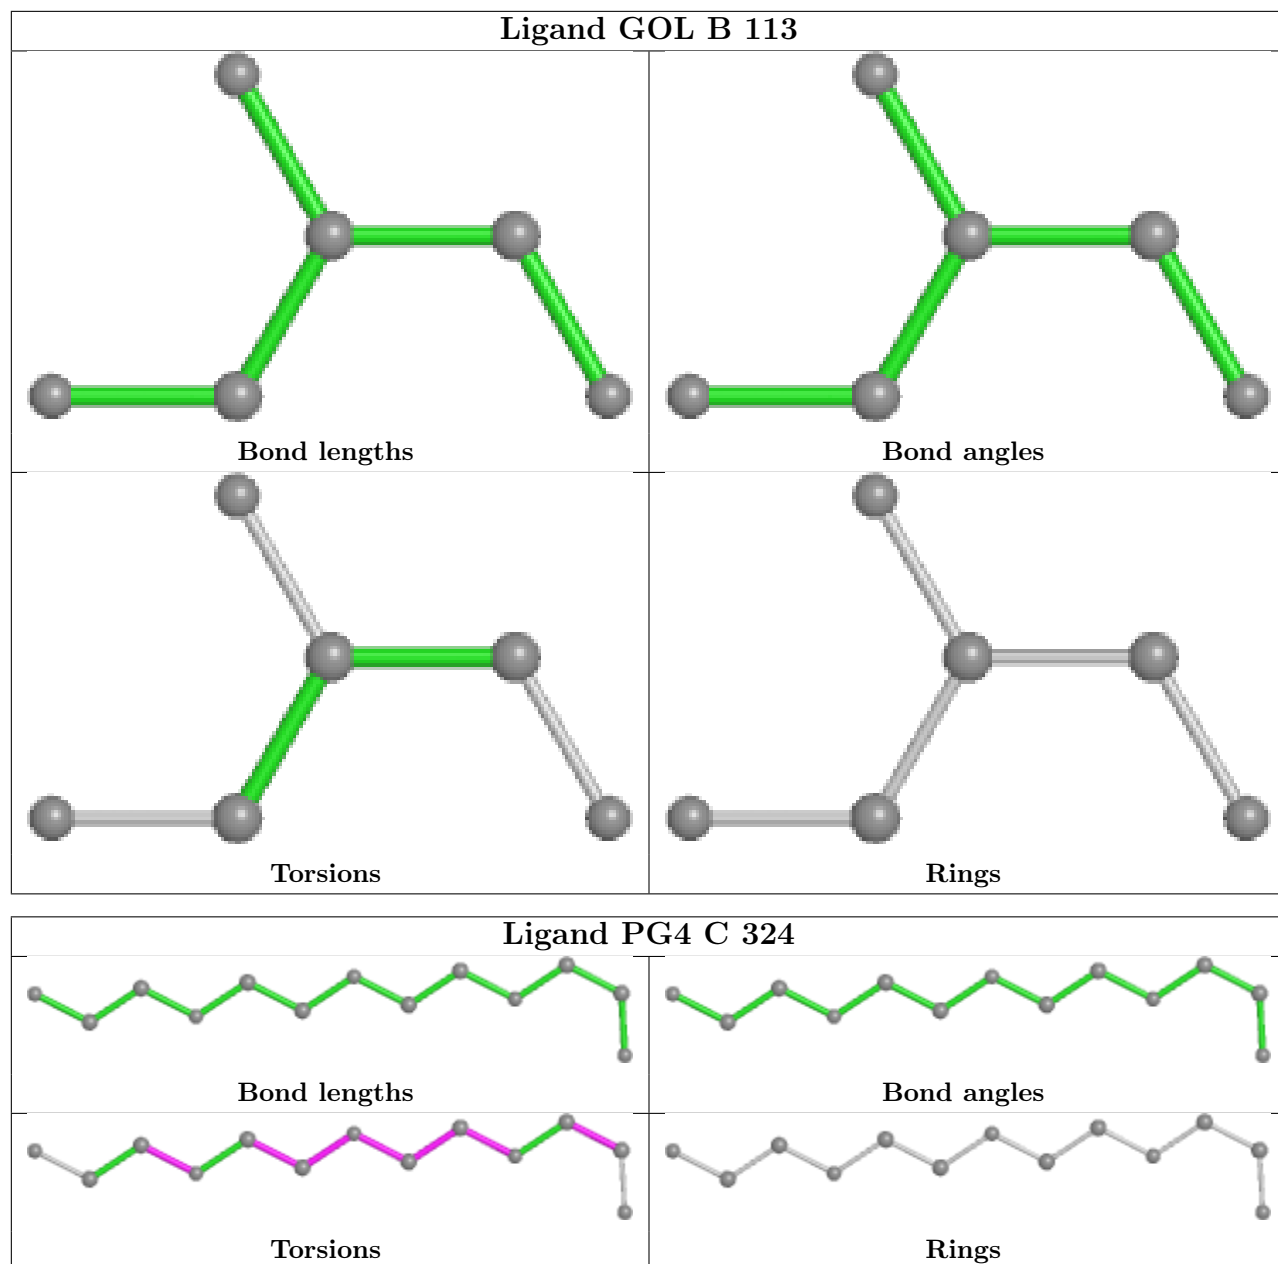 Ligand GOL B 113
Bond lengths
Bond angles
Torsions
Rings
Ligand PG4 C 324
Bond lengths
Bond angles
Torsions
Rings